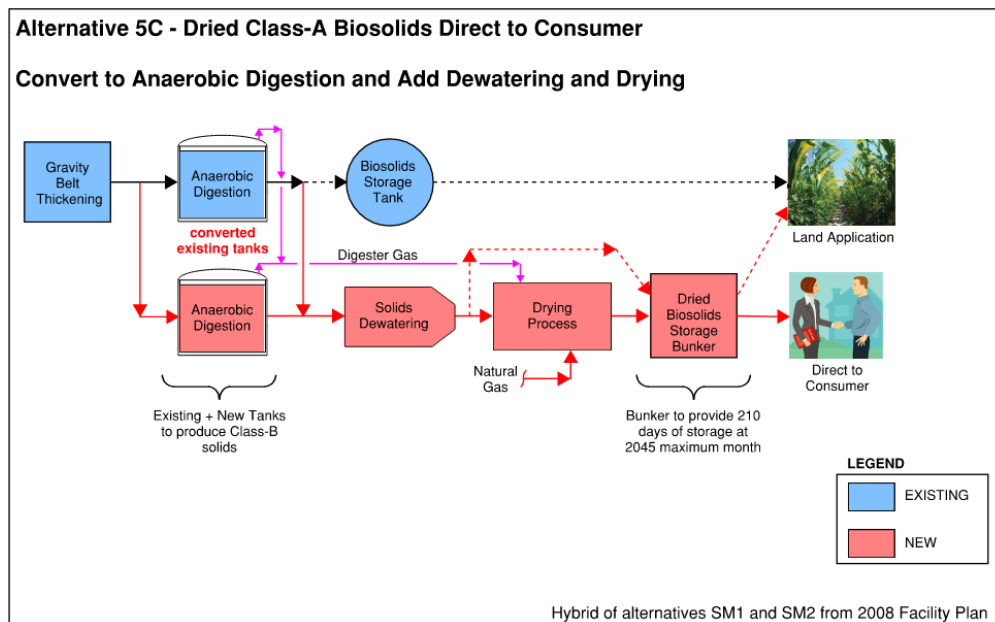 Alternative 5C - Dried Class-A Biosolids Direct to Consumer
Convert to Anaerobic Digestion and Add Dewatering and Drying
Gravity
Belt
Thickening
Anaerobic
Digestion
Biosolids
Storage
Tank
Land Application
converted
existing tanks
Digester Gas
Anaerobic
Digestion
Solids
Dewatering
Drying
Process
Dried
Biosolids
Storage
Bunker
Natural
Gas
Direct to
Consumer
Existing + New Tanks
to produce Class-B
solids
Bunker to provide 210
days of storage at
2045 maximum month
LEGEND
EXISTING
NEW
Hybrid of alternatives SM1 and SM2 from 2008 Facility Plan